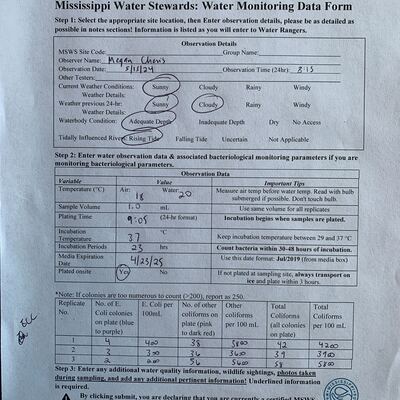 Mississippi Water Stewards: Water Monitoring Data Form
Step 1: Select the appropriate site location, then Enter observation details, please be as detailed as
possible in notes sections! Information is listed as you will enter to Water Rangers.
Observation Details
MSWS Site Code: Group Name:
Observer Name: Megan
Observation Date: 5/15/24 Observation Time (24hr): 8:15
Other Testers:
Current Weather Conditions: Sunny Cloudy Rainy Windy
Weather Details:
Weather previous 24-hr: Sunny Cloudy Rainy Windy
Weather Details:
Waterbody Condition: Adequate Depth Inadequate Depth Dry No Access
Tidally Influenced River: Rising Tide Falling Tide Uncertain Not Applicable
Step 2: Enter water observation data & associated bacteriological monitoring parameters if you are
monitoring bacteriological parameters.
Observation Data
Variable Value Important Tips
Temperature (°C) Air: 18 Water: 20 Measure air temp before water temp. Read with bulb
submerged if possible. Don't touch bulb.
Sample Volume 1.0 mL Use same volume for all replicates
Plating Time 9:05 (24-hr format) Incubation begins when samples are plated.
Incubation
Temperature 37 °C Keep incubation temperature between 29 and 37 °C
Incubation Periods 23 hrs Count bacteria within 30-48 hours of incubation.
Media Expiration
Date 4/23/25 Use this date format: Jul/2019 (from media box)
Plated onsite Yes No If not plated at sampling site, always transport on
ice and plate within 3 hours.
*Note: If colonies are too numerous to count (>200), report as 250.
Replicate
No. No. of E.
Coli colonies
on plate (blue
to purple) E. Coli per
100mL No. of other
coliforms on
plate (pink
to dark red) Other
coliforms
per 100 mL Total
Coliforms
(all colonies
on plate) Total
Coliforms
per 100 mL
1 4 400 38 3800 42 4200
2 3 300 36 3600 39 3900
3 2 200 56 5600 58 5800
Step 3: Enter any additional water quality information, wildlife sightings, photos taken
during sampling, and add any additional pertinent information! Underlined information
is required.
By clicking submit, you are declaring that you are currently a certified MSWS